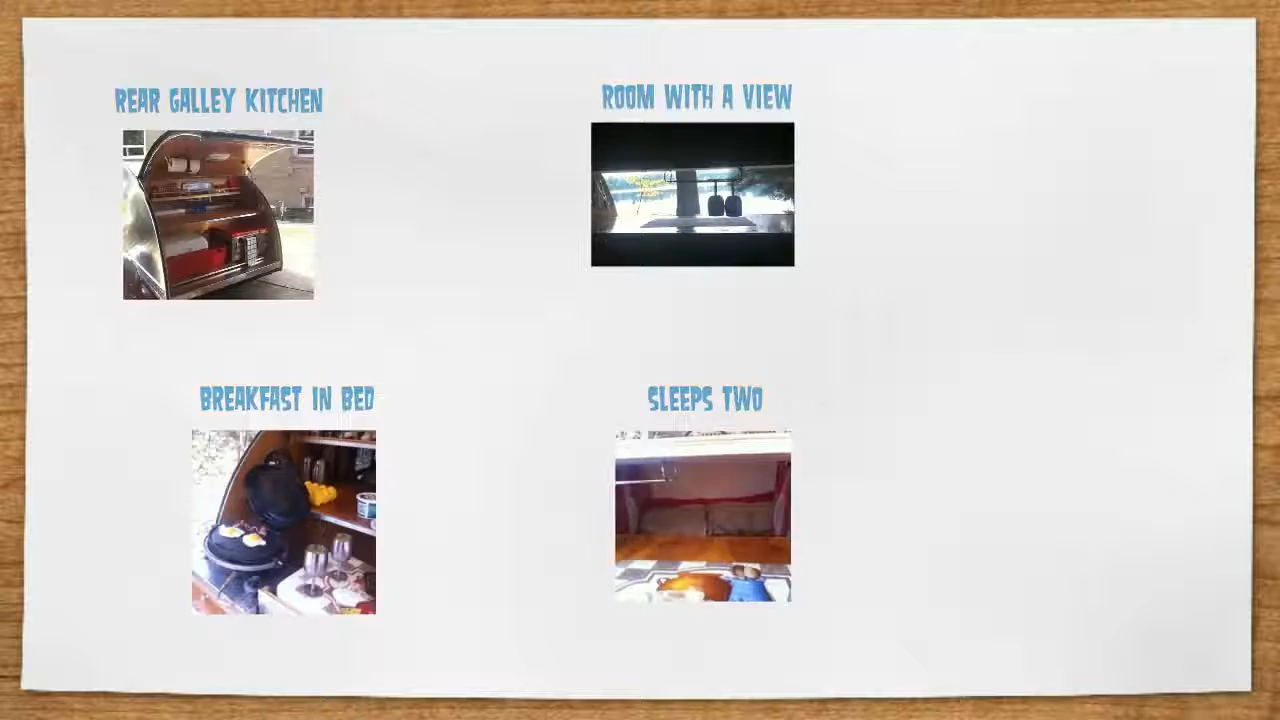 REAR GALLEY KITCHEN
ROOM WITH A VIEW
BREAKFAST IN BED
SLEEPS TWO